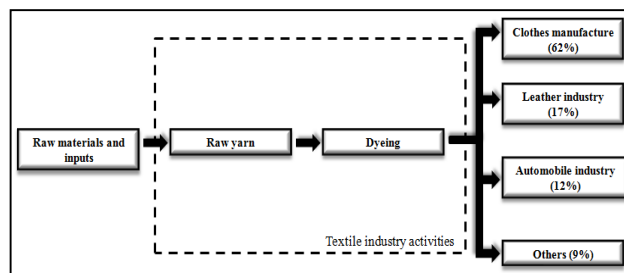 Clothes manufacture
(62%)
Leather industry
(17%)
Raw materials and
inputs
Raw yarn
Dyeing
Automobile industry
(12%)
Textile industry activities
Others (9%)